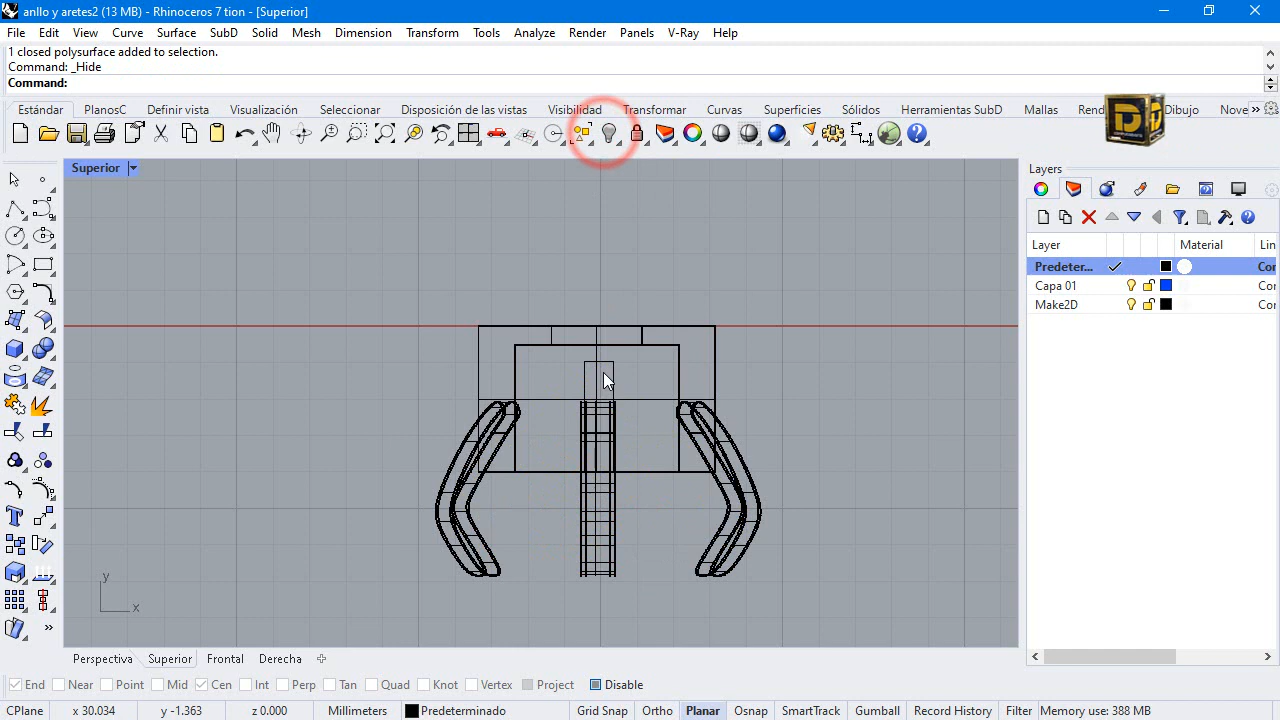 anllo y aretes2 (13 MB) - Rhinoceros 7 tion - [Superior]
File Edit View Curve Surface SubD Solid Mesh Dimension Transform Tools Analyze Render Panels V-Ray Help
1 closed polysurface added to selection.
Command: _Hide
Command:
Estándar PlanosC Definir vista Visualización Seleccionar Disposición de las vistas Visibilidad Transformar Curvas Superficies Sólidos Herramientas SubD Mallas Dibujo Nove
Superior
Layers
Layer Material Lin
Predeter... Cor
Capa 01 Cor
Make2D Cor
y
x
Perspectiva Superior Frontal Derecha
End Near Point Mid Cen Int Perp Tan Quad Knot Vertex Project Disable
CPlane x 30.034 y -1.363 z 0.000 Millimeters Predeterminado Grid Snap Ortho Planar Osnap SmartTrack Gumball Record History Filter Memory use: 388 MB